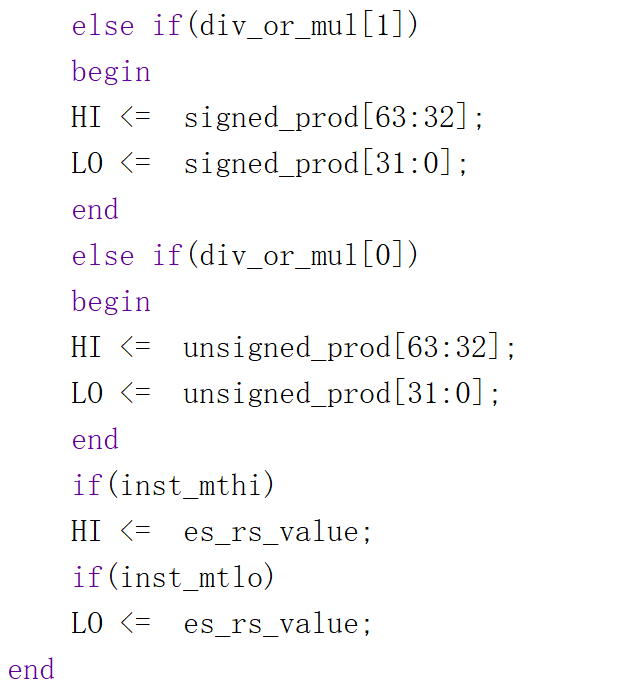 else if(div_or_mul[1])
begin
HI <= signed_prod[63:32];
LO <= signed_prod[31:0];
end
else if(div_or_mul[0])
begin
HI <= unsigned_prod[63:32];
LO <= unsigned_prod[31:0];
end
if(inst_mthi)
HI <= es_rs_value;
if(inst_mtlo)
LO <= es_rs_value;
end